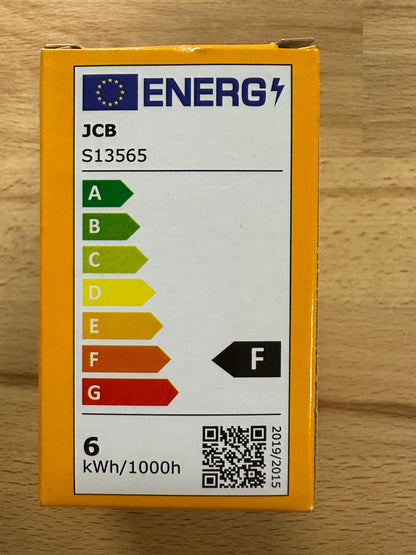 ENERG
JCB
S13565
A
B
C
D
E
F
F
G
6
kWh/1000h
2019/2015